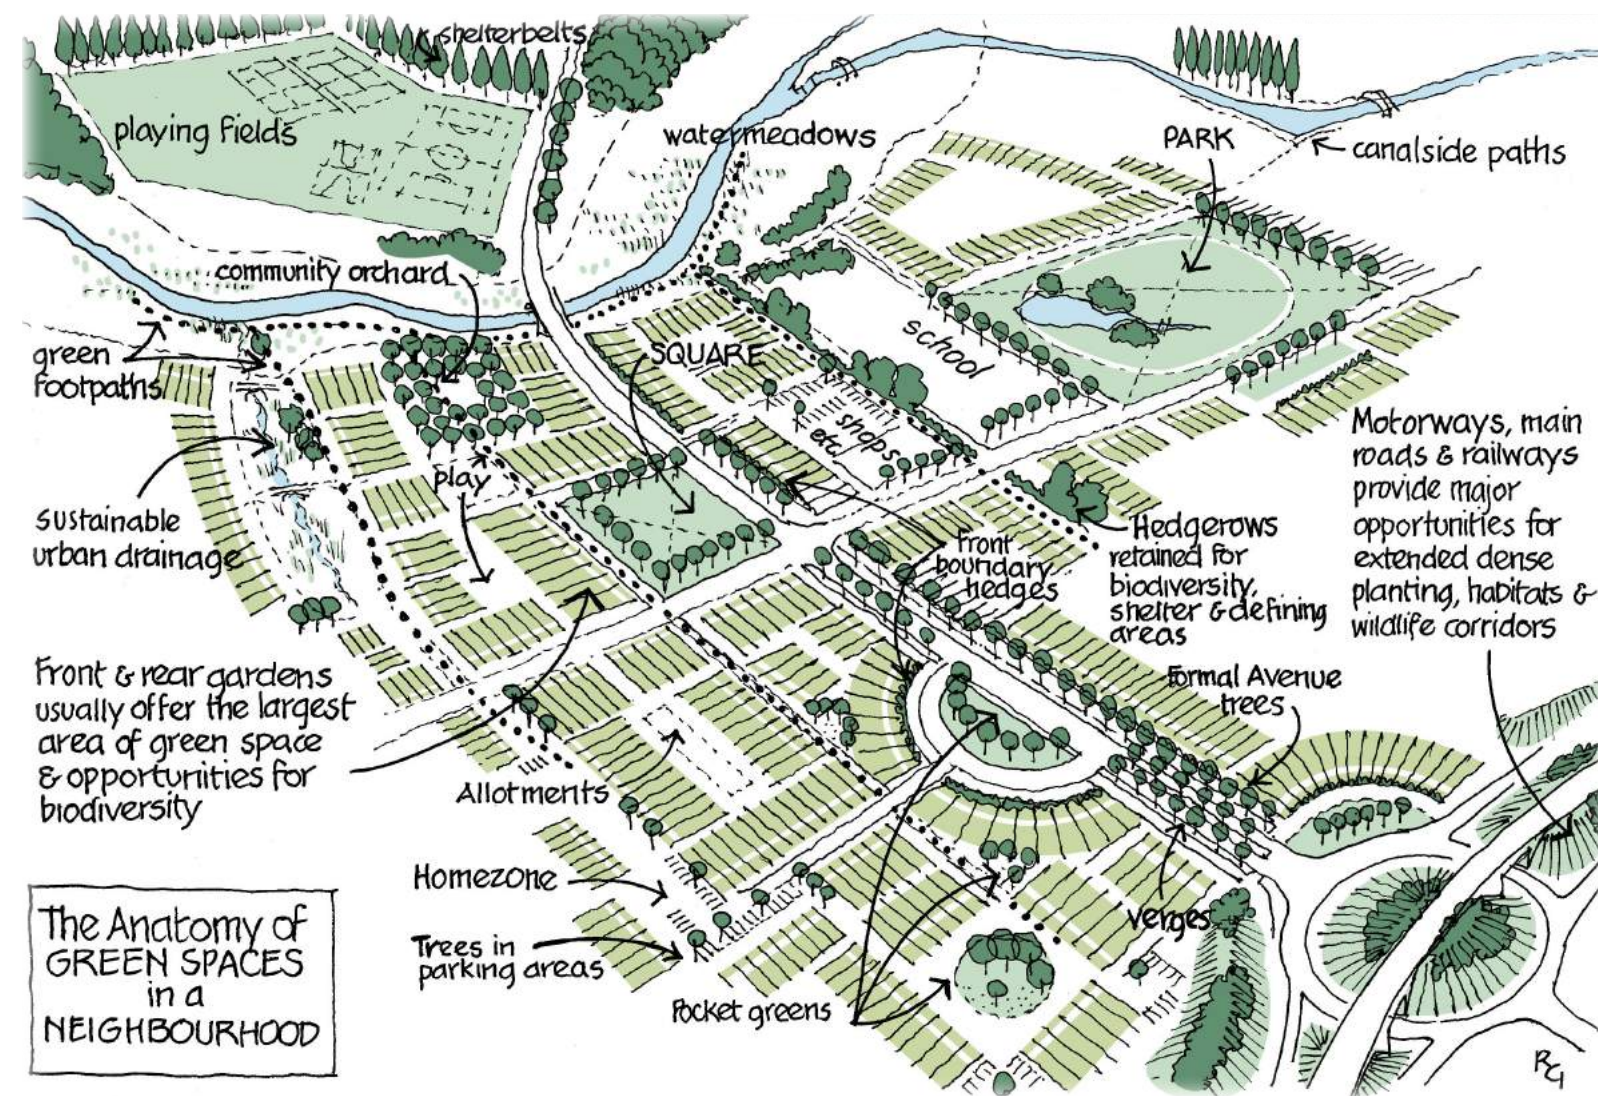 shelterbelts
playing fields
watermeadows
PARK
canalside paths
community orchard
green
footpaths
SQUARE
school
shops
etc.
Motorways, main
roads & railways
provide major
opportunities for
extended dense
planting, habitats &
wildlife corridors
play
Sustainable
urban drainage
front
boundary
hedges
Hedgerows
retained for
biodiversity,
shelter & defining
areas
Front & rear gardens
usually offer the largest
area of green space
& opportunities for
biodiversity
Formal Avenue
trees
Allotments
Homezone
verges
Trees in
parking areas
Pocket greens
The Anatomy of
GREEN SPACES
in a
NEIGHBOURHOOD